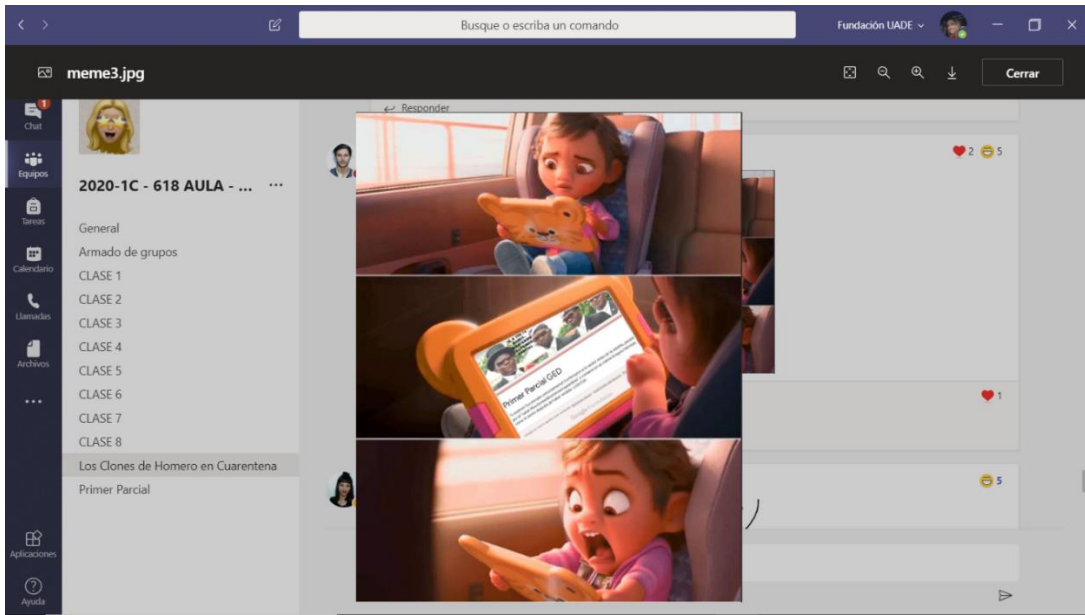 Busque o escriba un comando
Fundación UADE
meme3.jpg
Cerrar
1
Chat
Equipos
Tareas
Calendario
Llamadas
Archivos
Aplicaciones
Ayuda
2020-1C - 618 AULA - ... ...
General
Armado de grupos
CLASE 1
CLASE 2
CLASE 3
CLASE 4
CLASE 5
CLASE 6
CLASE 7
CLASE 8
Los Clones de Homero en Cuarentena
Primer Parcial
Responder
2 5
Primer Parcial GED
1
5